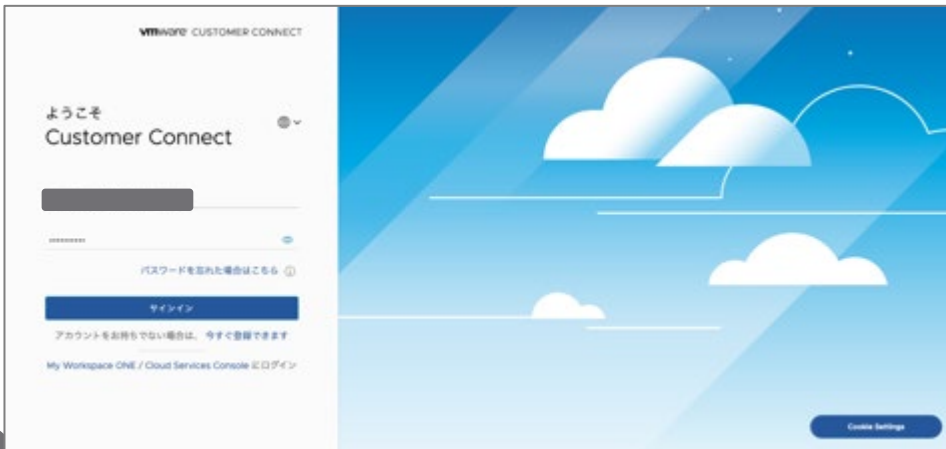 vmware CUSTOMER CONNECT
ようこそ
Customer Connect
パスワードを忘れた場合はこちら
サインイン
アカウントをお持ちでない場合は、今すぐ登録できます
My Workspace ONE / Cloud Services Console にログイン
Cookie Settings